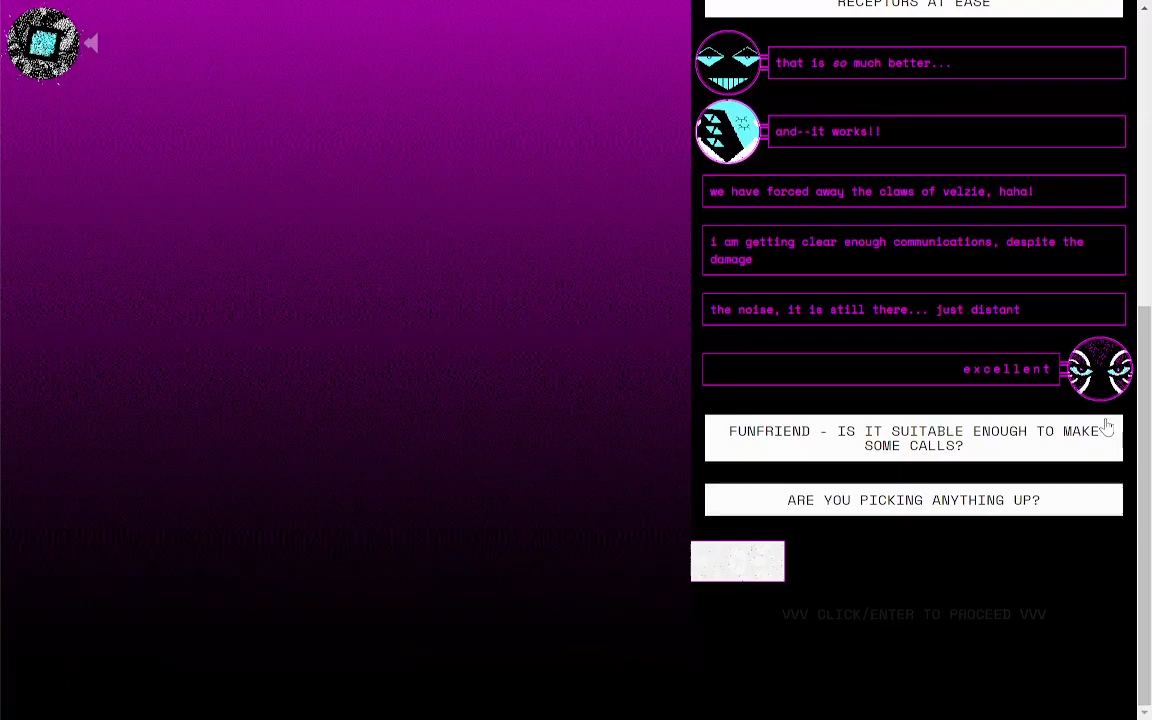 RECEPTORS AT EASE
that is so much better...
and--it works!!
we have forced away the claws of velzie, haha!
i am getting clear enough communications, despite the
damage
the noise, it is still there... just distant
excellent
FUNFRIEND - IS IT SUITABLE ENOUGH TO MAKE
SOME CALLS?
ARE YOU PICKING ANYTHING UP?
VVV CLICK/ENTER TO PROCEED VVV